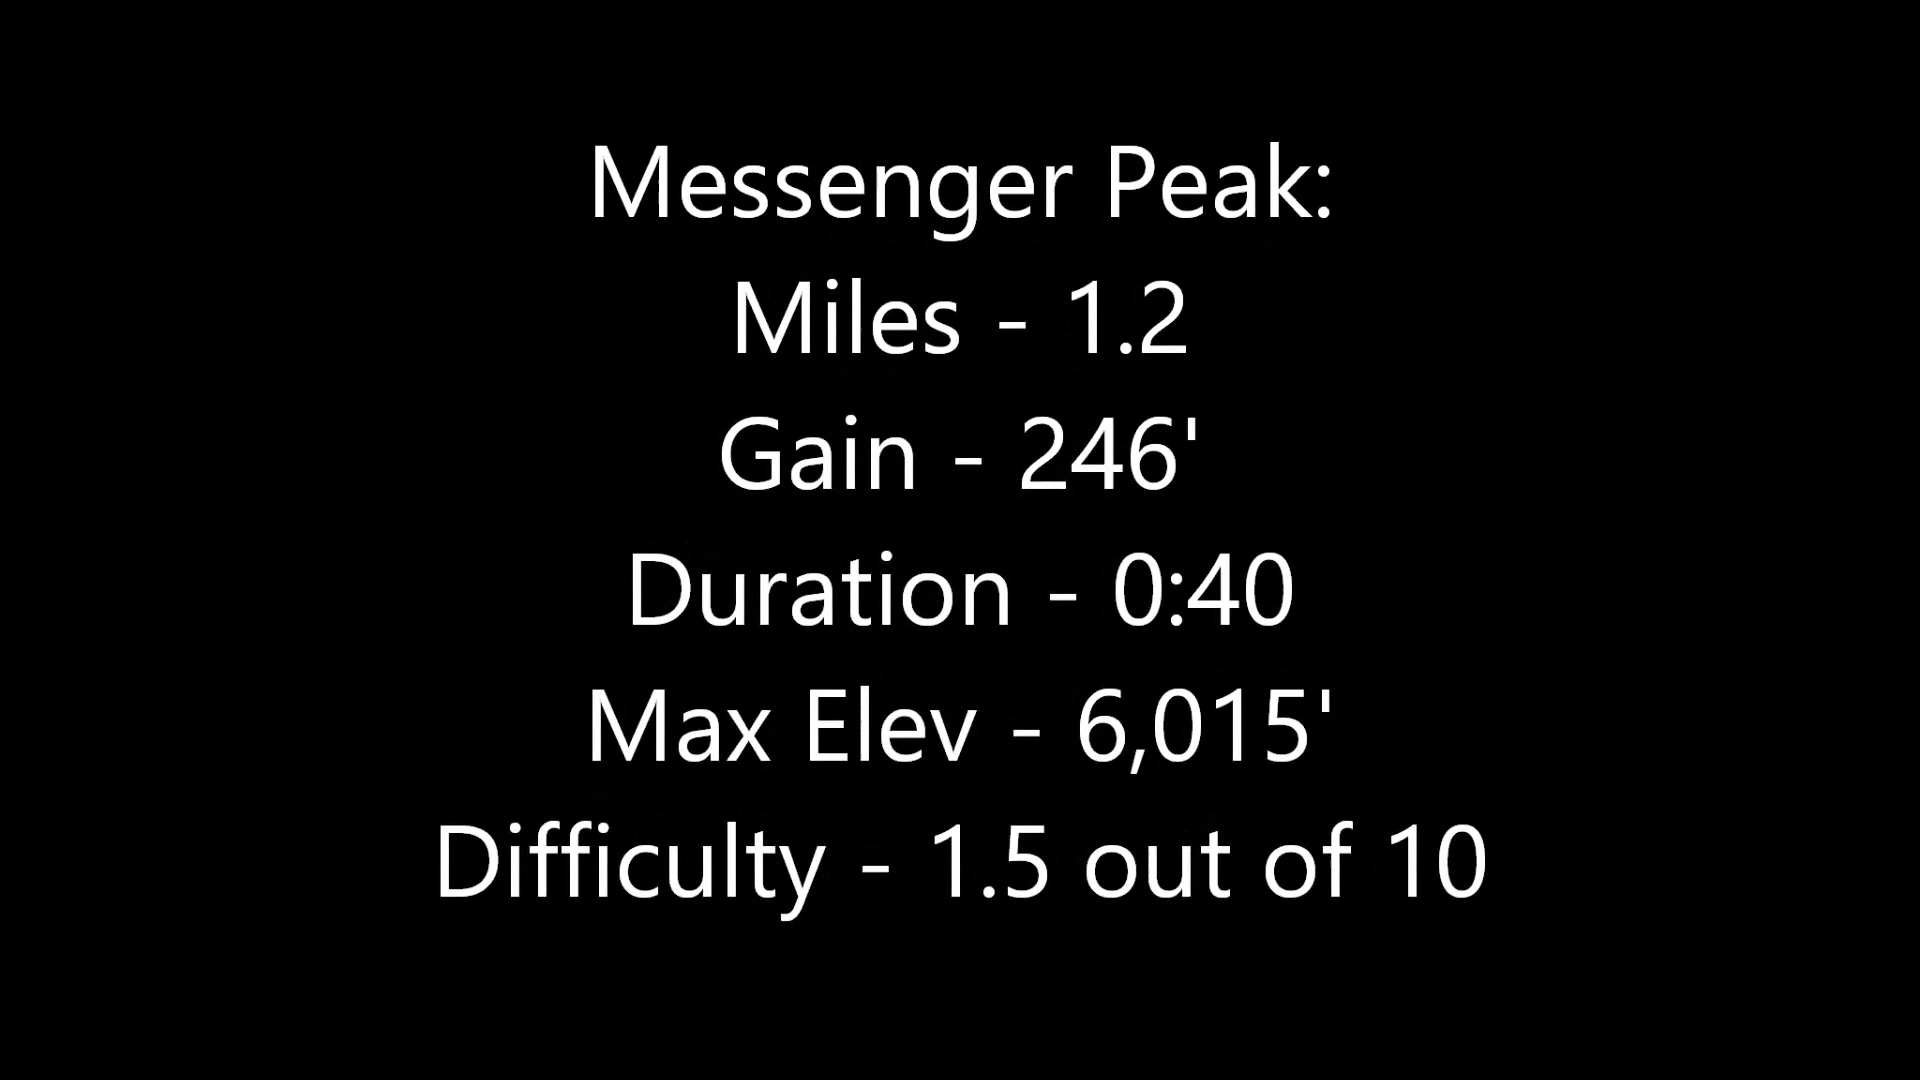 Messenger Peak:
Miles - 1.2
Gain - 246'
Duration - 0:40
Max Elev - 6,015'
Difficulty - 1.5 out of 10